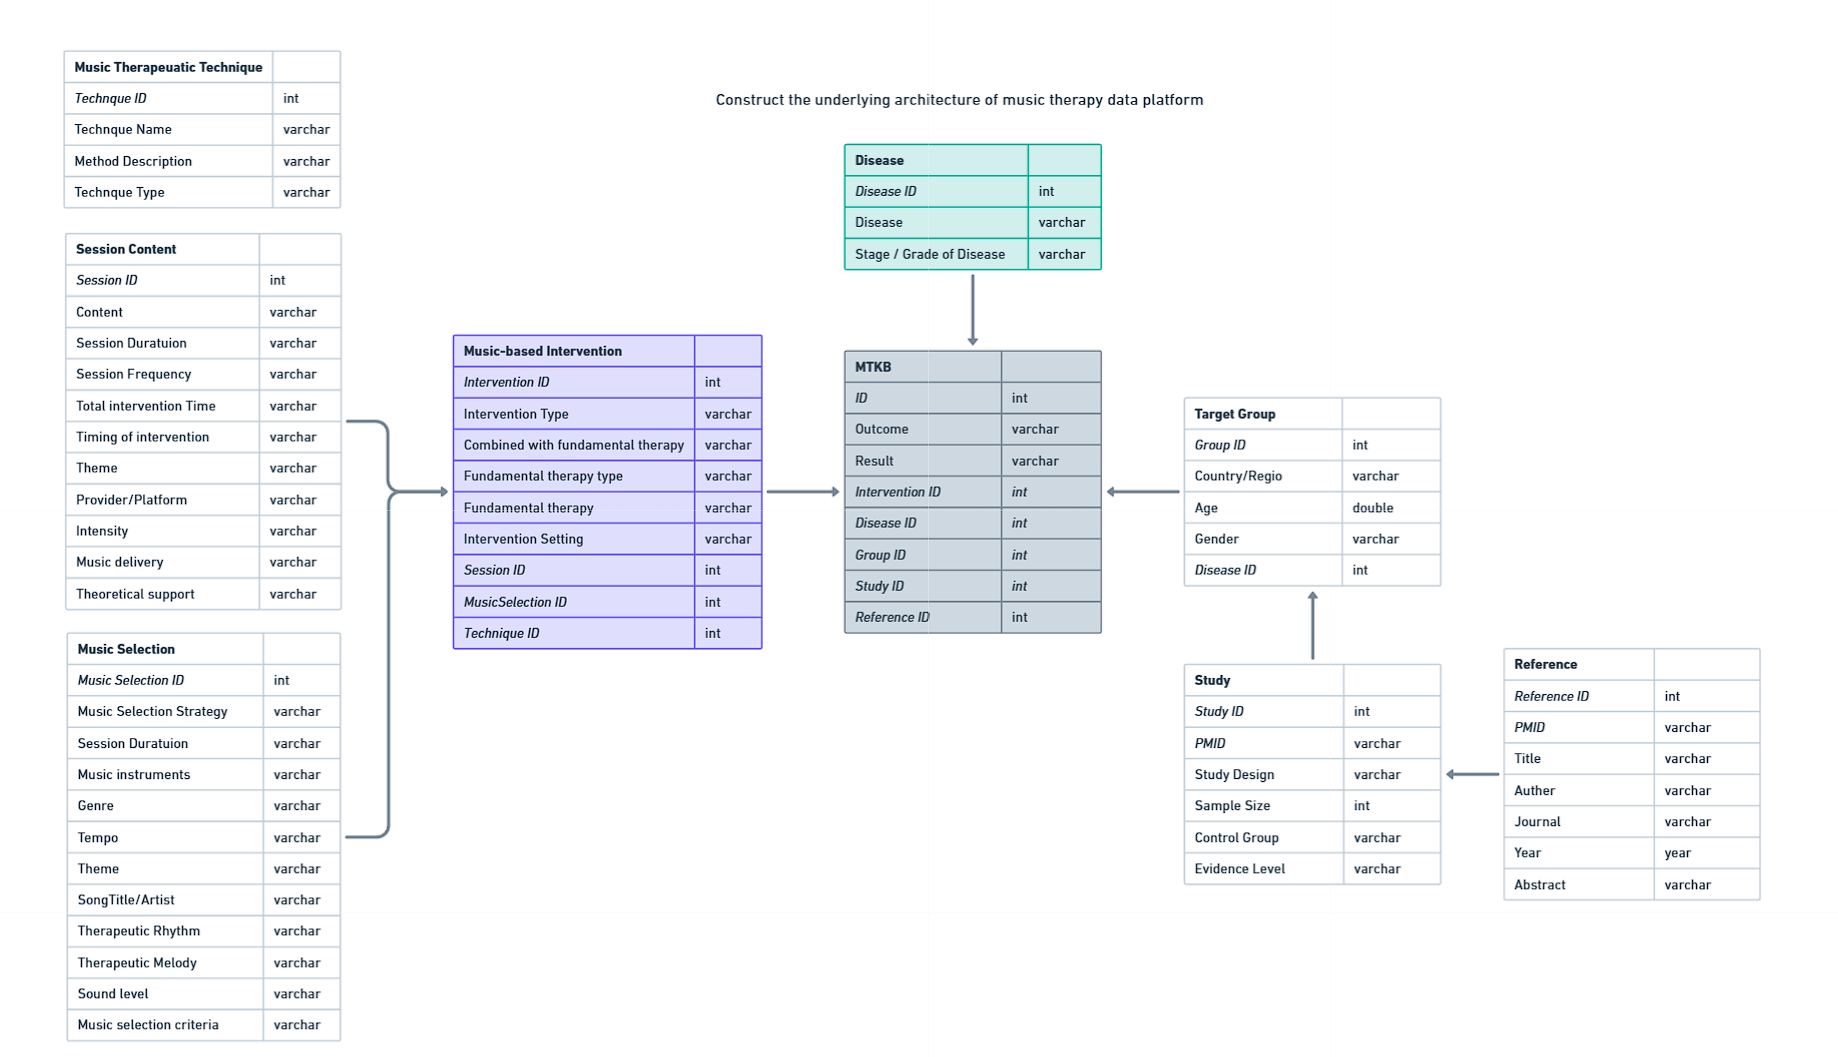 Construct the underlying architecture of music therapy data platform
Music Therapeuatic Technique
Technque ID int
Technque Name varchar
Method Description varchar
Technque Type varchar
Session Content
Session ID int
Content varchar
Session Duratuion varchar
Session Frequency varchar
Total intervention Time varchar
Timing of intervention varchar
Theme varchar
Provider/Platform varchar
Intensity varchar
Music delivery varchar
Theoretical support varchar
Music Selection
Music Selection ID int
Music Selection Strategy varchar
Session Duratuion varchar
Music instruments varchar
Genre varchar
Tempo varchar
Theme varchar
SongTitle/Artist varchar
Therapeutic Rhythm varchar
Therapeutic Melody varchar
Sound level varchar
Music selection criteria varchar
Music-based Intervention
Intervention ID int
Intervention Type varchar
Combined with fundamental therapy varchar
Fundamental therapy type varchar
Fundamental therapy varchar
Intervention Setting varchar
Session ID int
MusicSelection ID int
Technique ID int
Disease
Disease ID int
Disease varchar
Stage / Grade of Disease varchar
MTKB
ID int
Outcome varchar
Result varchar
Intervention ID int
Disease ID int
Group ID int
Study ID int
Reference ID int
Target Group
Group ID int
Country/Regio varchar
Age double
Gender varchar
Disease ID int
Study
Study ID int
PMID varchar
Study Design varchar
Sample Size int
Control Group varchar
Evidence Level varchar
Reference
Reference ID int
PMID varchar
Title varchar
Auther varchar
Journal varchar
Year year
Abstract varchar